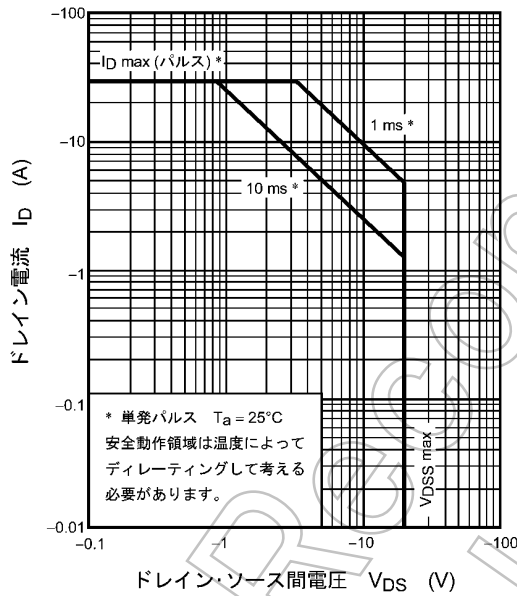 ドレイン電流 ID (A)
–100
–10
–1
–0.1
–0.01
ID max (パルス) *
1 ms *
10 ms *
* 単発パルス Ta = 25°C
安全動作領域は温度によって
ディレーティングして考える
必要があります。
VDSS max
–0.1
–1
–10
–100
ドレイン・ソース間電圧 VDS (V)